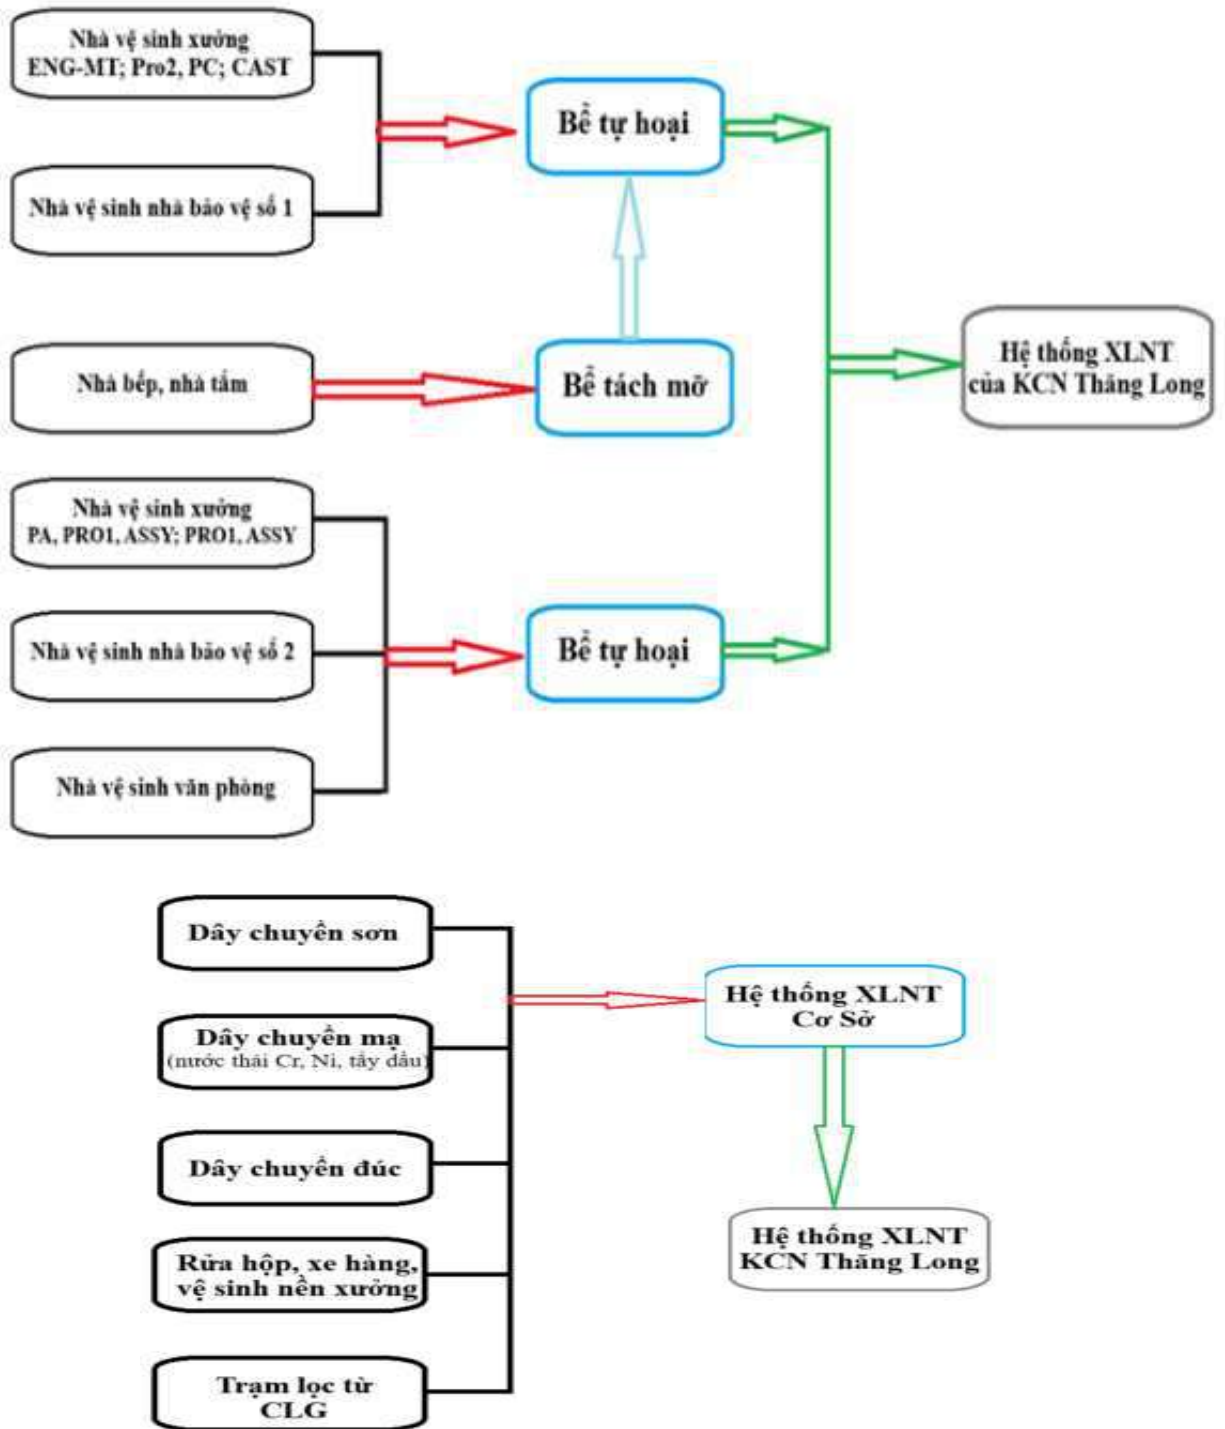 Nhà vệ sinh xưởng
ENG-MT; Pro2, PC; CAST
Bể tự hoại
Nhà vệ sinh nhà bảo vệ số 1
Nhà bếp, nhà tắm
Bể tách mỡ
Hệ thống XLNT
của KCN Thăng Long
Nhà vệ sinh xưởng
PA, PRO1, ASSY; PRO1, ASSY
Nhà vệ sinh nhà bảo vệ số 2
Bể tự hoại
Nhà vệ sinh văn phòng
Dây chuyền sơn
Hệ thống XLNT
Cơ Sở
Dây chuyền mạ
(nước thải Cr, Ni, tẩy dầu)
Dây chuyền đúc
Rửa hộp, xe hàng,
vệ sinh nền xưởng
Hệ thống XLNT
KCN Thăng Long
Trạm lọc từ
CLG